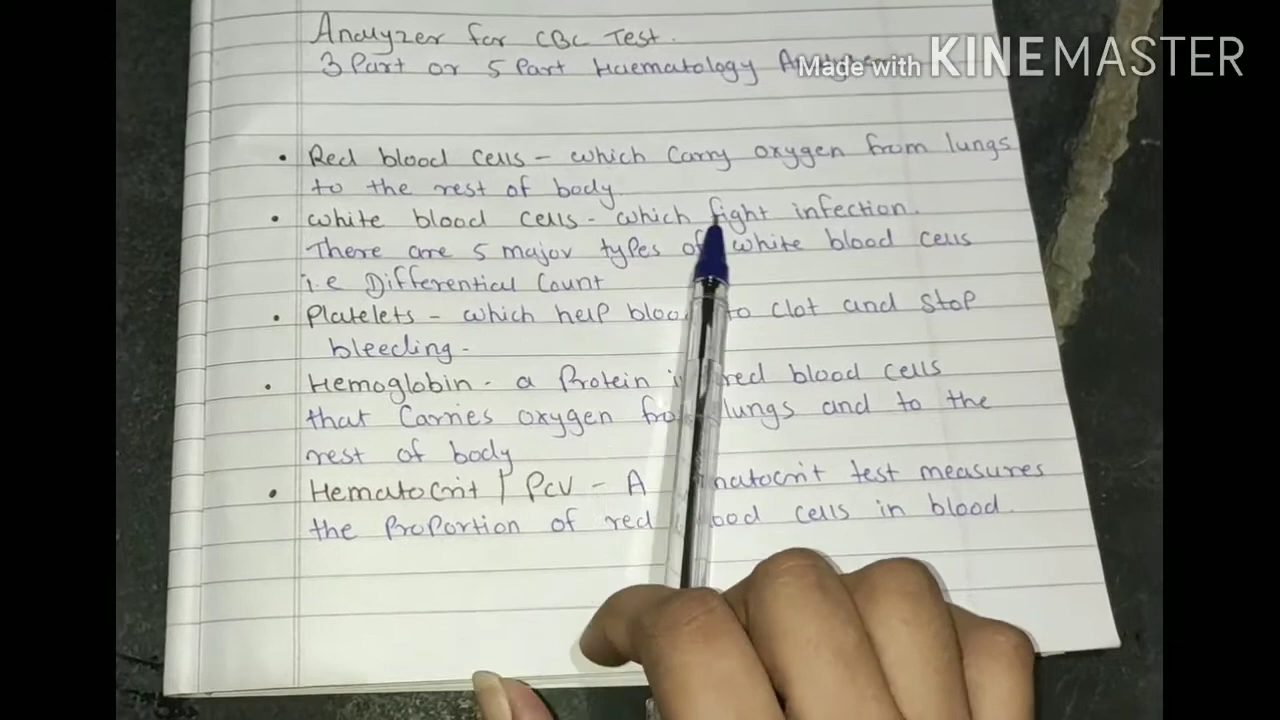 Analyzer for CBC Test.
3 Part or 5 Part Haematology
Made with KINEMASTER
• Red blood cells - which carry oxygen from lungs
to the rest of body.
• white blood cells - which fight infection.
There are 5 major types of white blood cells
i.e Differential Count
• Platelets - which help blood to clot and stop
bleeding -
• Hemoglobin - a Protein in red blood cells
that Carries oxygen from lungs and to the
rest of body
• Hematocrit | PCV - A test measures
the Proportion of red blood cells in blood.